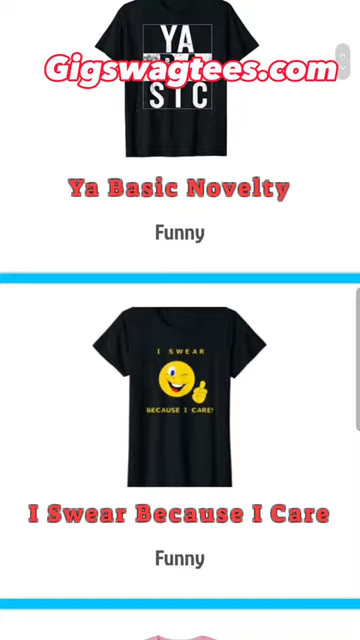 YA
Gigswagtees.com
SIC
Ya Basic Novelty
Funny
I SWEAR
BECAUSE I CARE!
I Swear Because I Care
Funny